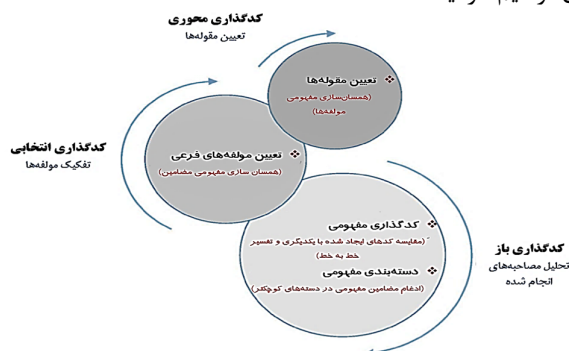 کدگذاری محوری
تعیین مقوله‌ها
❖ تعیین مقوله‌ها
(همسان‌سازی مفهومی
مولفه‌ها)
کدگذاری انتخابی
تفکیک مولفه‌ها
❖ تعیین مولفه‌های فرعی
(همسان سازی مفهومی مضامین)
❖ کدگذاری مفهومی
(مقایسه کدهای ایجاد شده با یکدیگری و تفسیر
خط به خط)
❖ دسته‌بندی مفهومی
(ادغام مضامین مفهومی در دسته‌های کوچکتر)
کدگذاری باز
تحلیل مصاحبه‌های
انجام شده